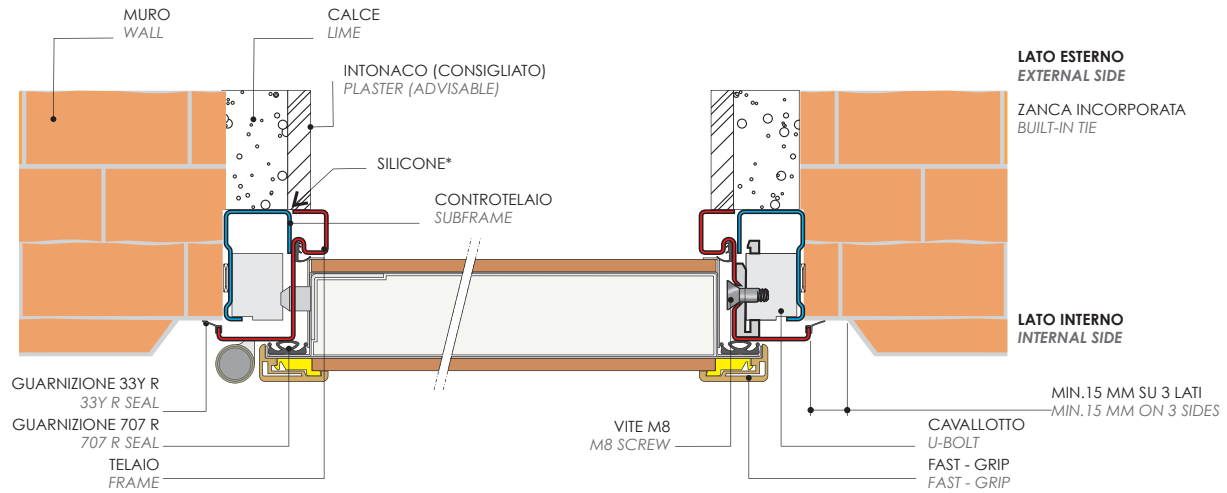 MURO
WALL
CALCE
LIME
INTONACO (CONSIGLIATO)
PLASTER (ADVISABLE)
SILICONE*
CONTROTELAIO
SUBFRAME
LATO ESTERNO
EXTERNAL SIDE
ZANCA INCORPORATA
BUILT-IN TIE
LATO INTERNO
INTERNAL SIDE
GUARNIZIONE 33Y R
33Y R SEAL
GUARNIZIONE 707 R
707 R SEAL
TELAIO
FRAME
VITE M8
M8 SCREW
MIN.15 MM SU 3 LATI
MIN.15 MM ON 3 SIDES
CAVALLOTTO
U-BOLT
FAST - GRIP
FAST - GRIP